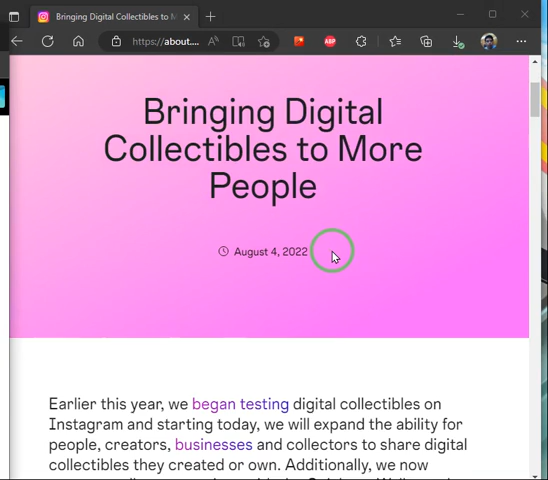 Bringing Digital Collectibles to M
https://about....
ABP
Bringing Digital
Collectibles to More
People
August 4, 2022
Earlier this year, we began testing digital collectibles on
Instagram and starting today, we will expand the ability for
people, creators, businesses and collectors to share digital
collectibles they created or own. Additionally, we now